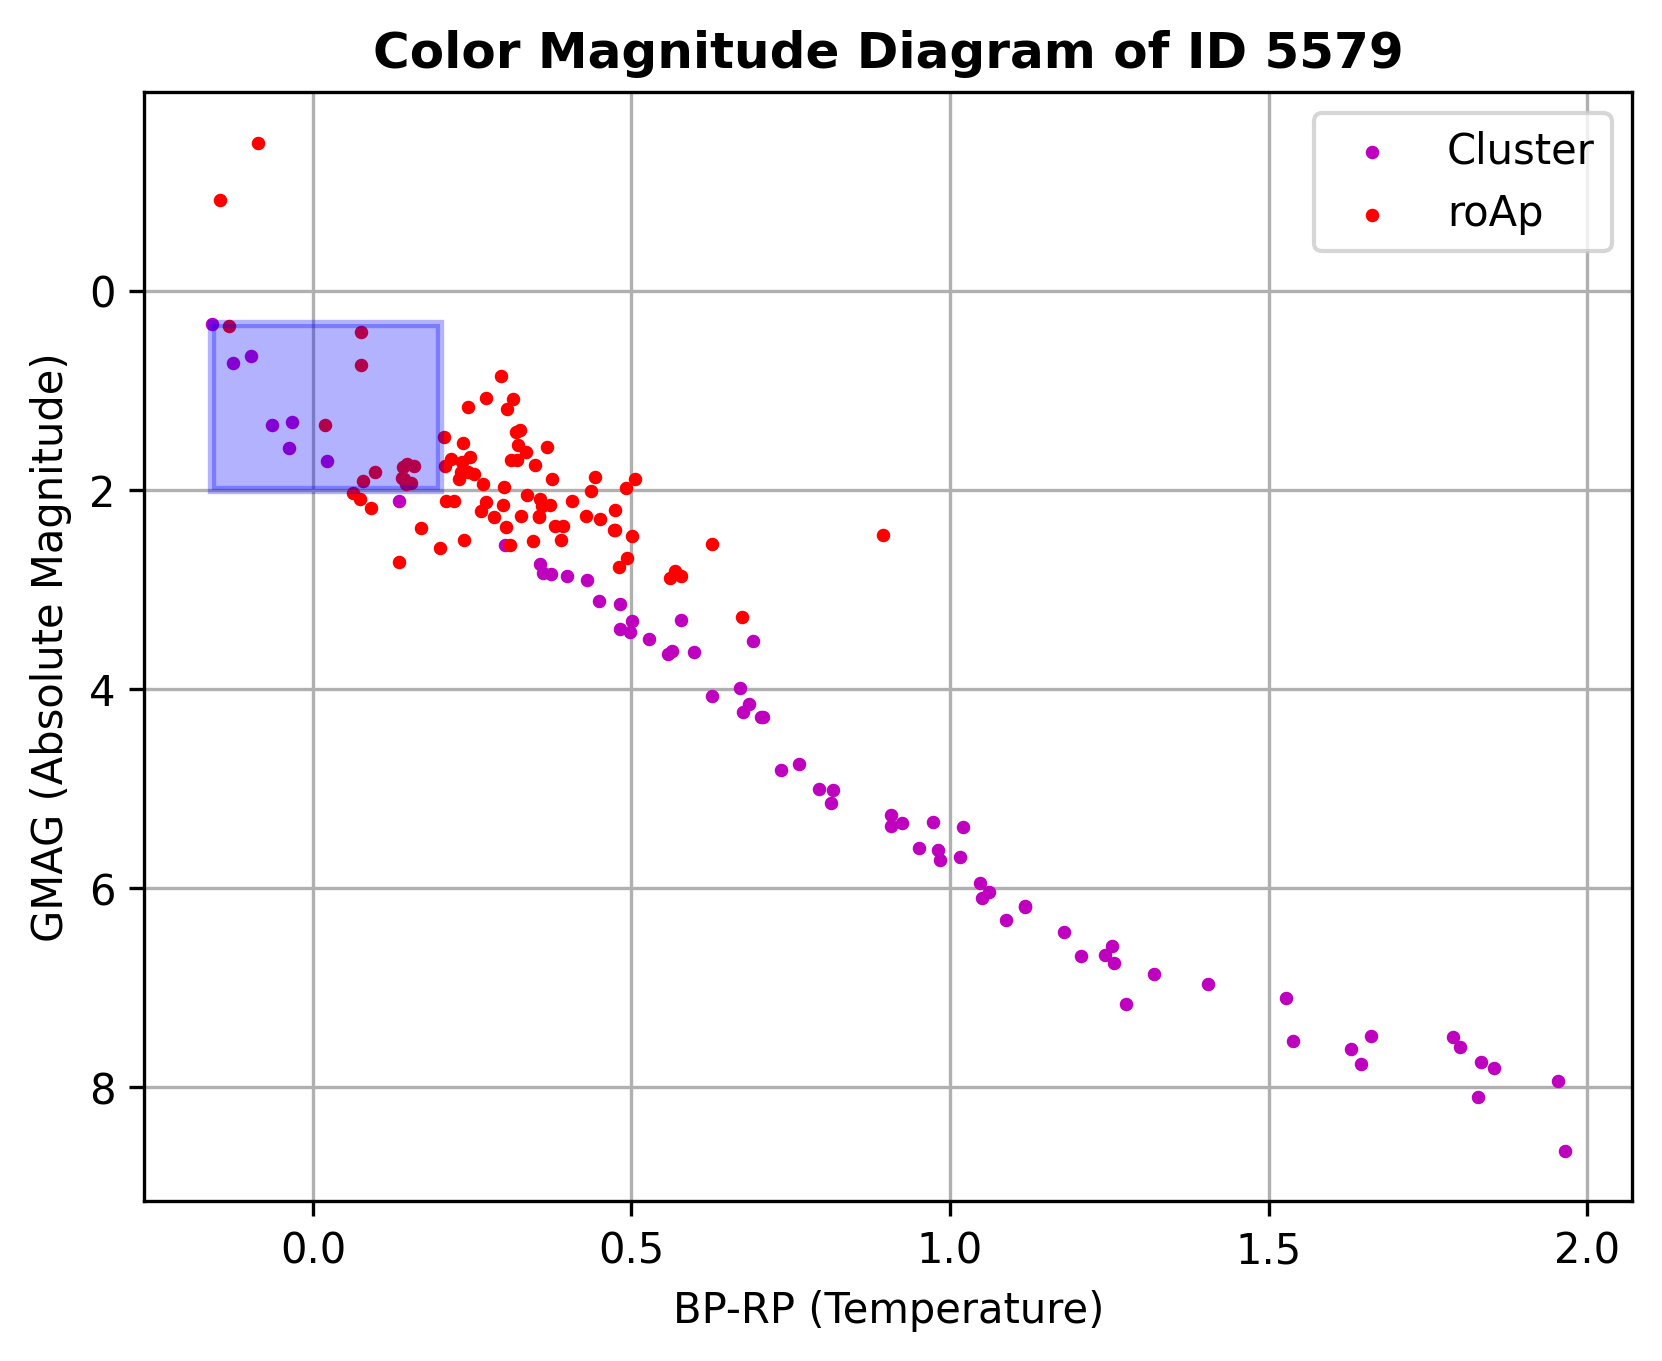 Color Magnitude Diagram of ID 5579
Cluster
roAp
GMAG (Absolute Magnitude)
0
2
4
6
8
0.0 0.5 1.0 1.5 2.0
BP-RP (Temperature)